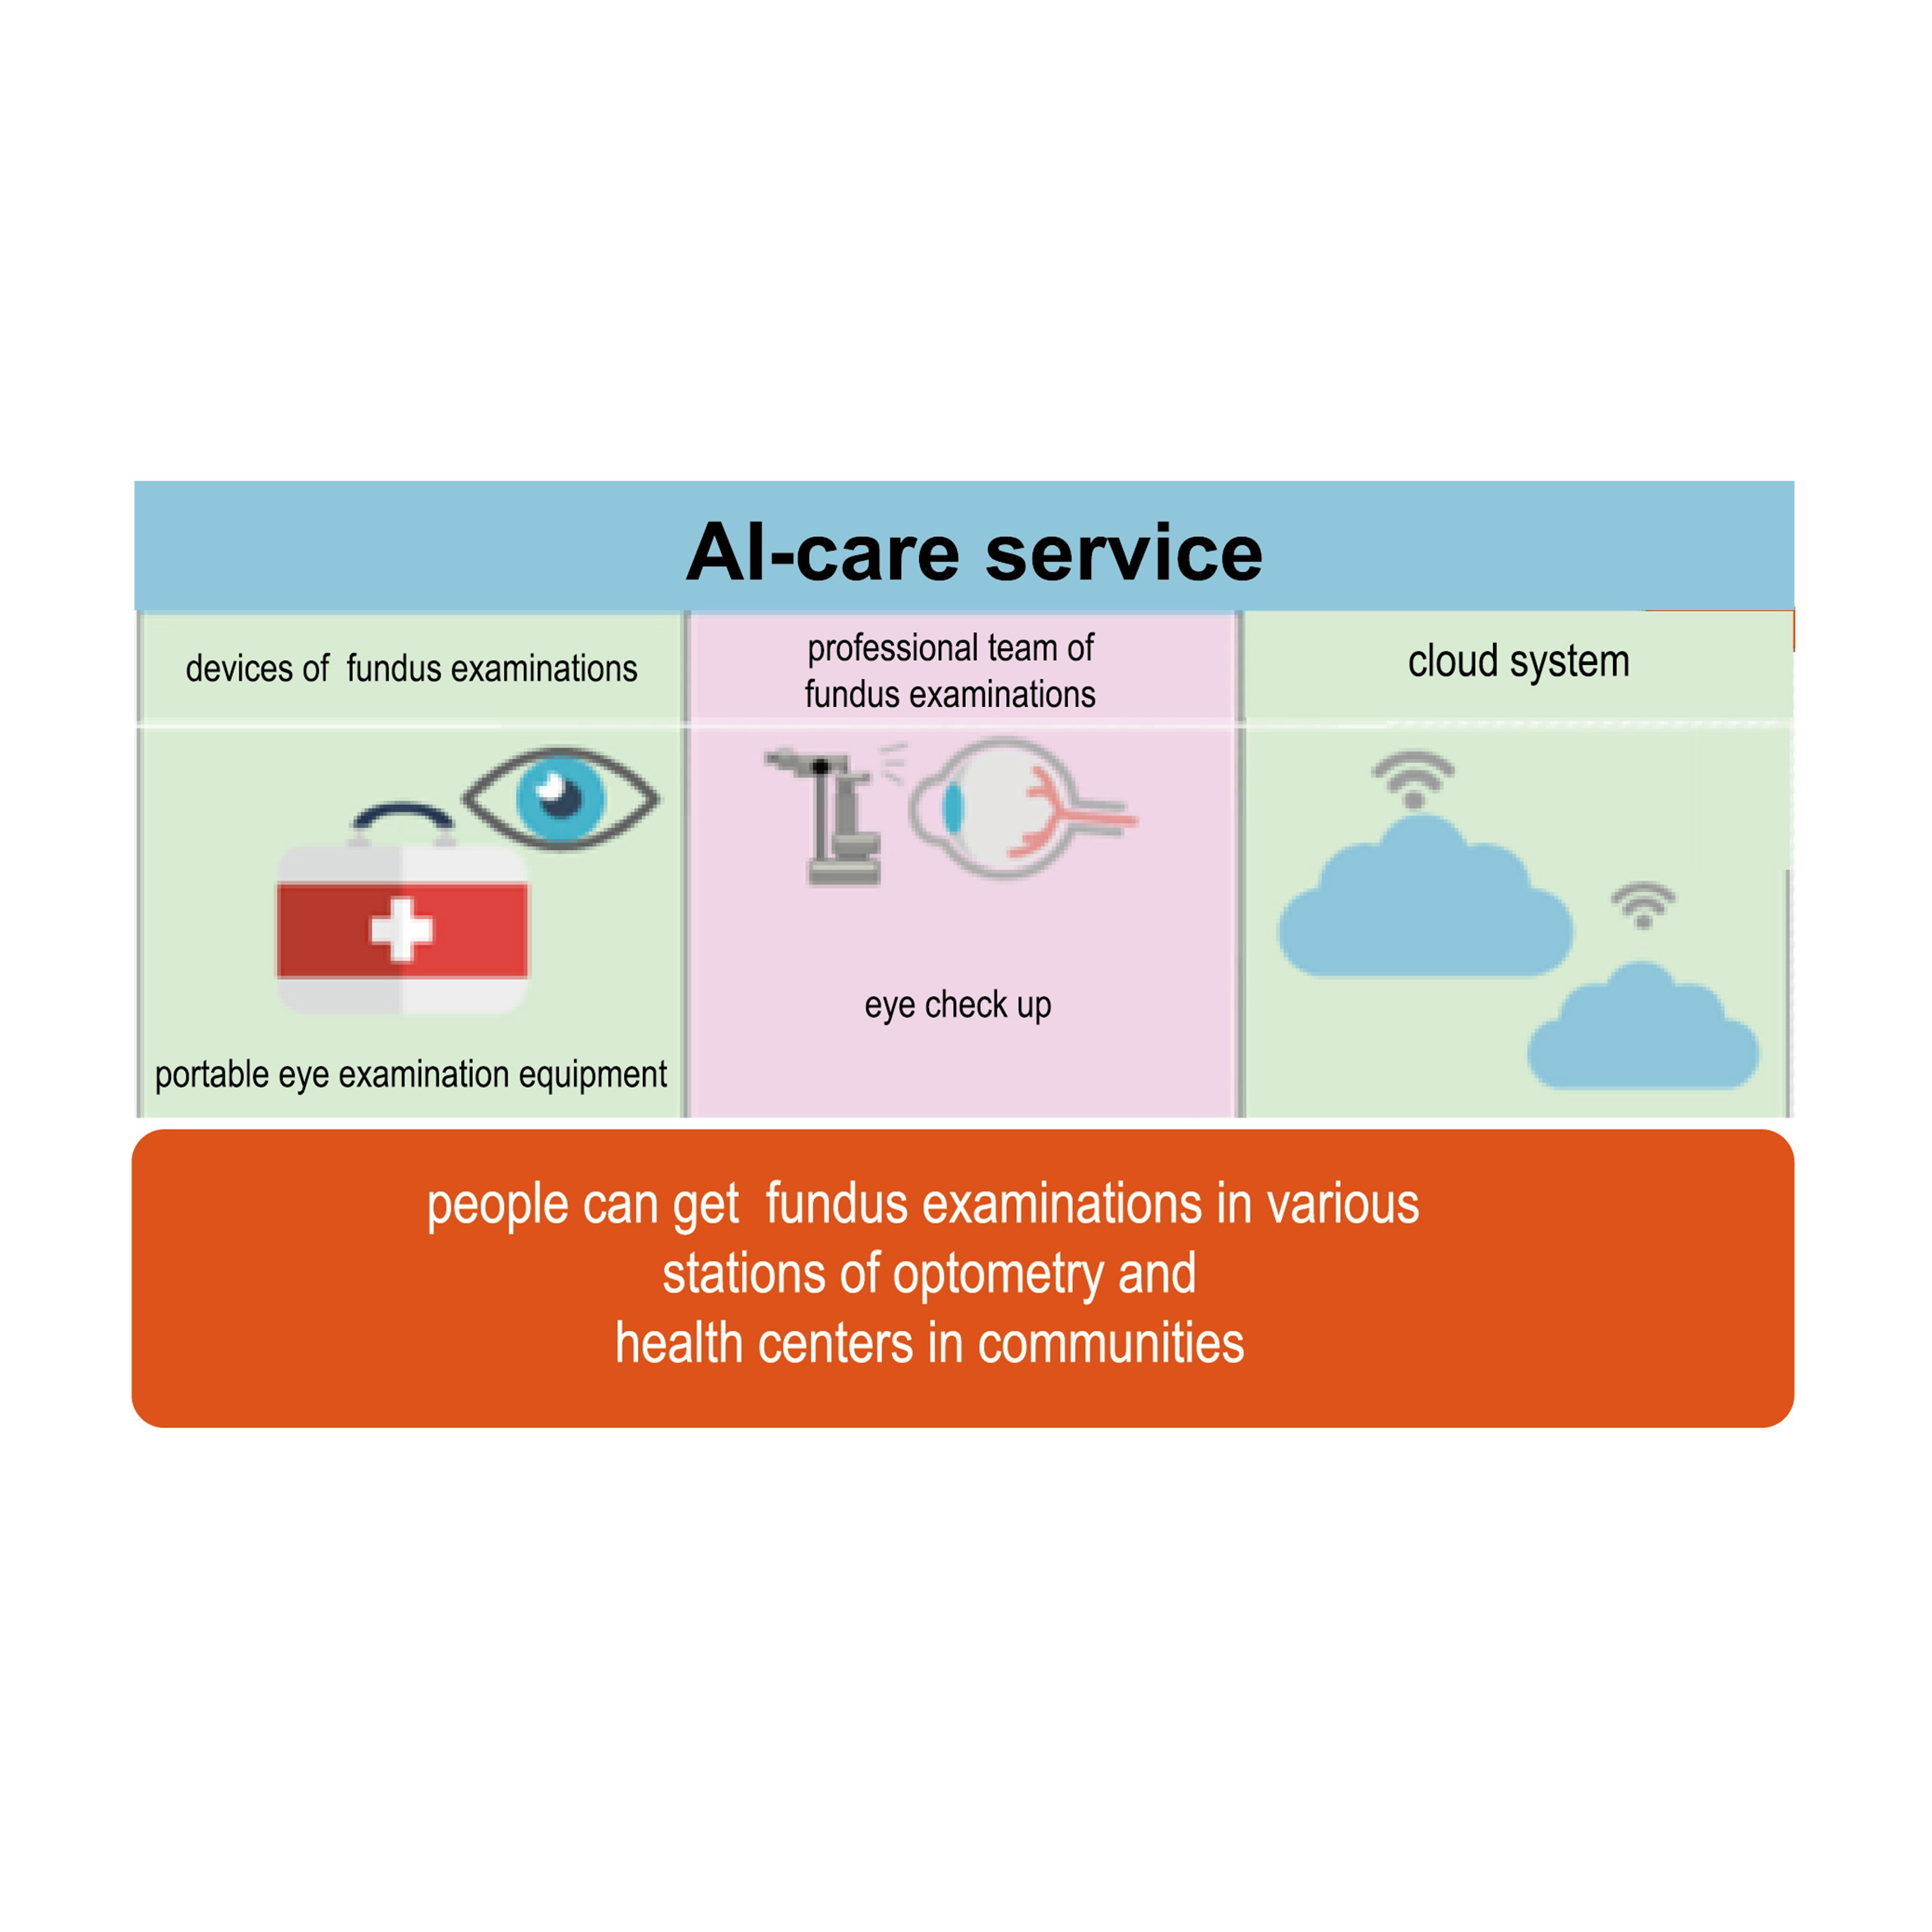 AI-care service
devices of  fundus examinations
professional team of
fundus examinations
cloud system
portable eye examination equipment
eye check up
people can get  fundus examinations in various
stations of optometry and
health centers in communities